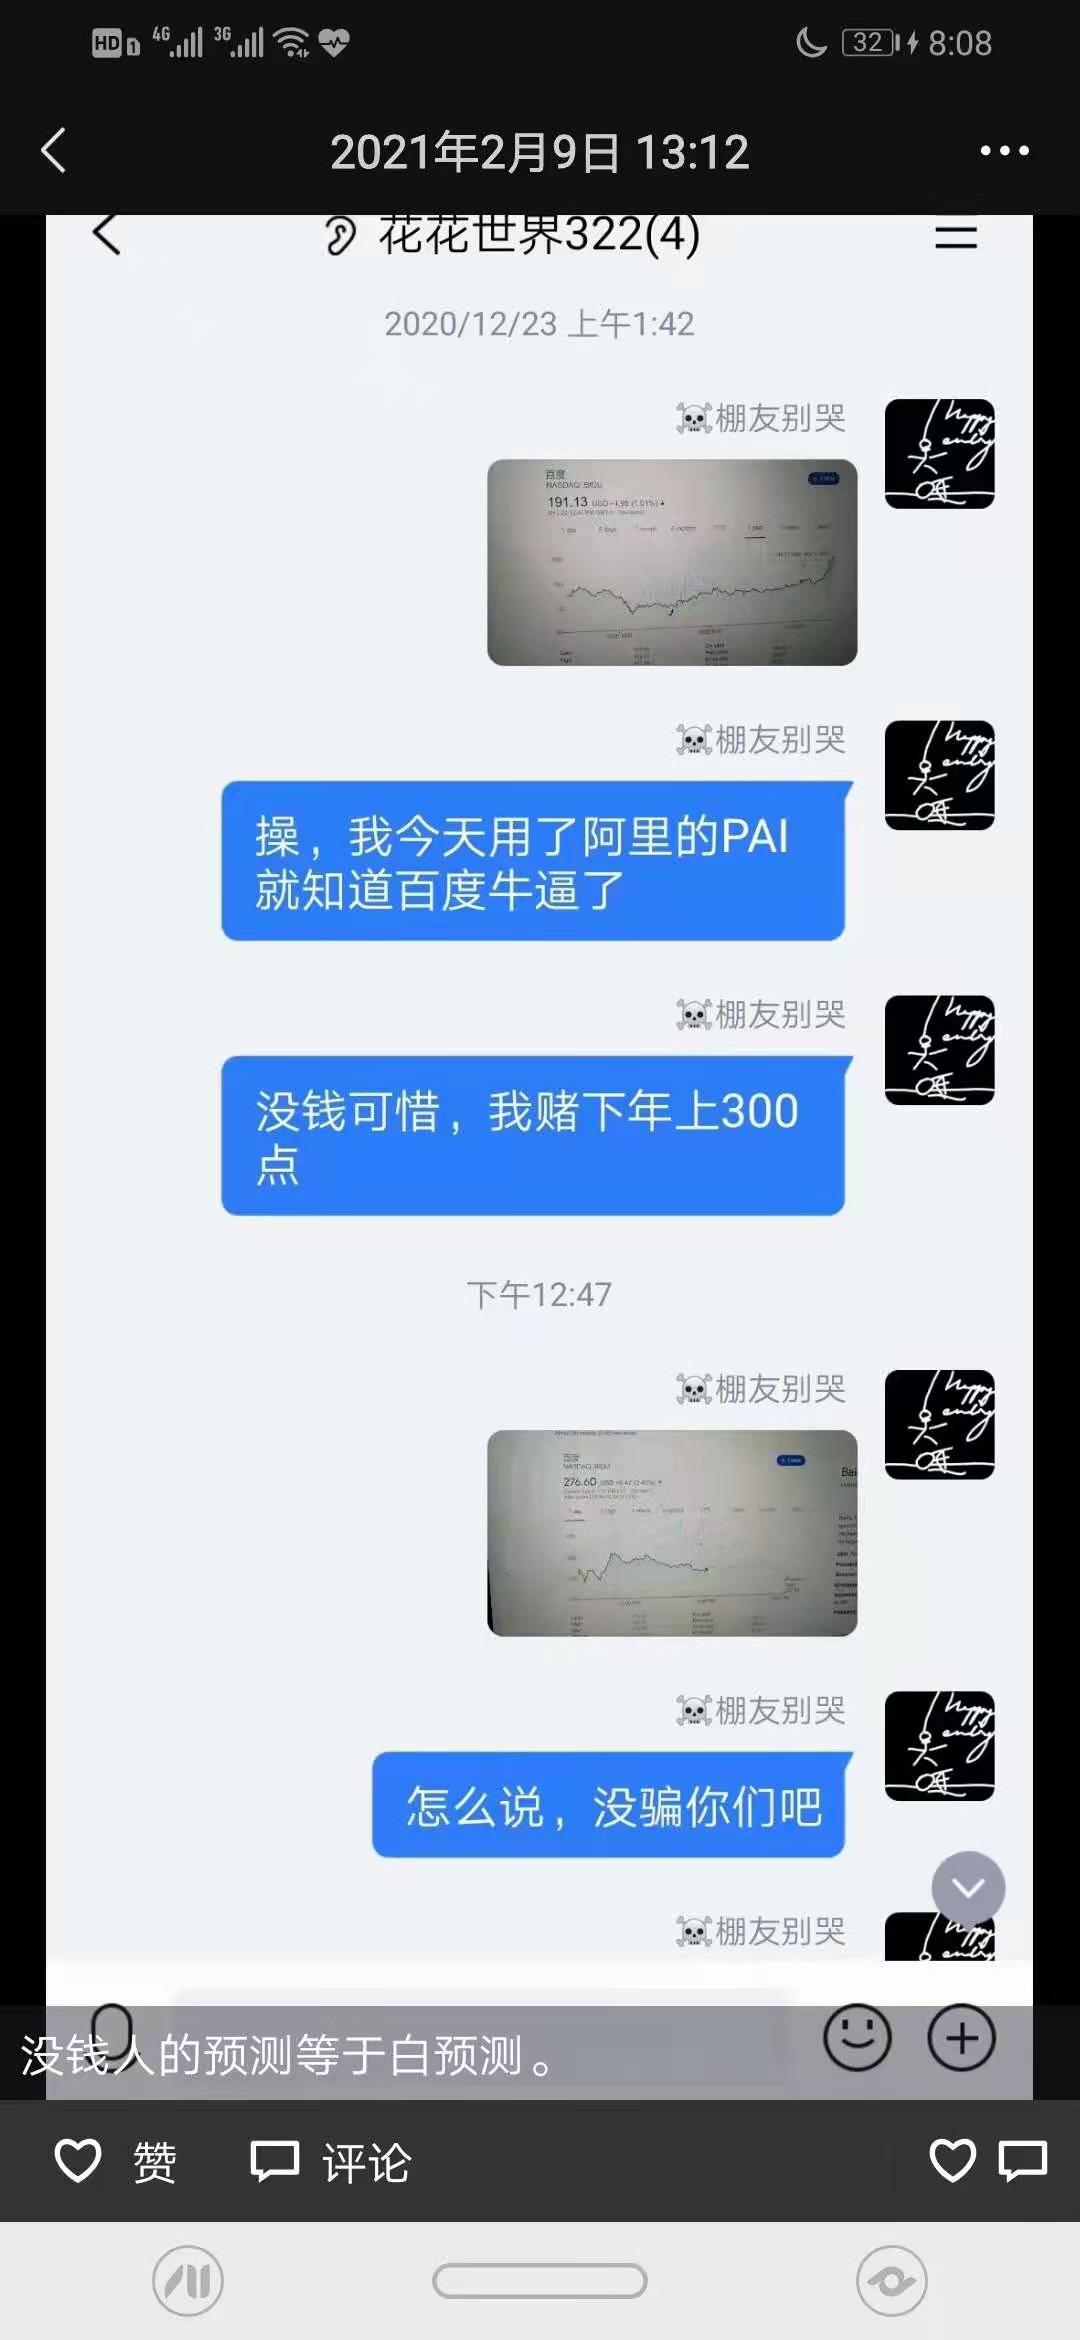 HD 1 4G 3G 32 8:08
2021年2月9日 13:12
花花世界322(4)
2020/12/23 上午1:42
☠棚友别哭
百度
NASDAQ: BIDU
191.13 USD −1.95 (1.01%)
☠棚友别哭
操，我今天用了阿里的PAI
就知道百度牛逼了
☠棚友别哭
没钱可惜，我赌下年上300
点
下午12:47
☠棚友别哭
百度
NASDAQ: BIDU
276.60
Bai
☠棚友别哭
怎么说，没骗你们吧
☠棚友别哭
没钱人的预测等于白预测。
赞 评论